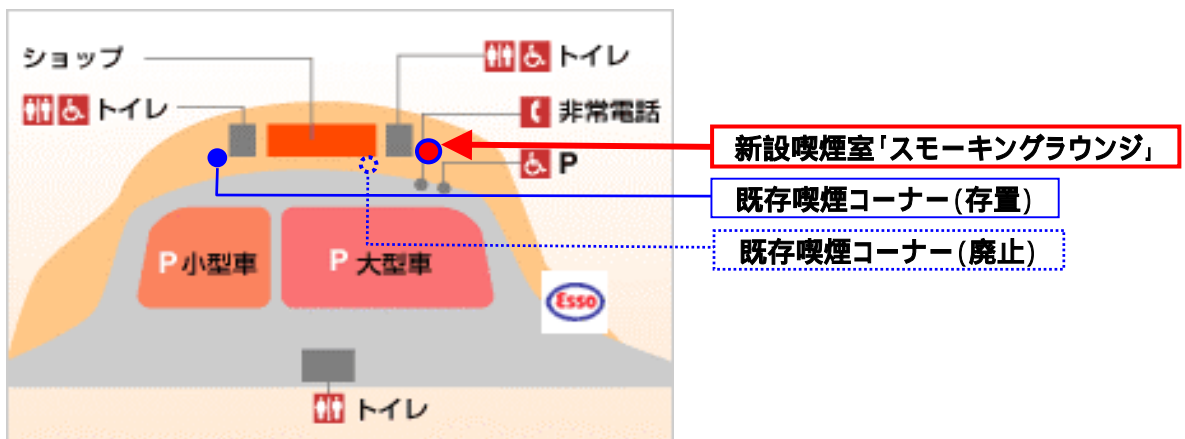 ショップ
トイレ
トイレ
非常電話
P
新設喫煙室「スモーキングラウンジ」
既存喫煙コーナー(存置)
既存喫煙コーナー(廃止)
P 小型車
P 大型車
Esso
トイレ